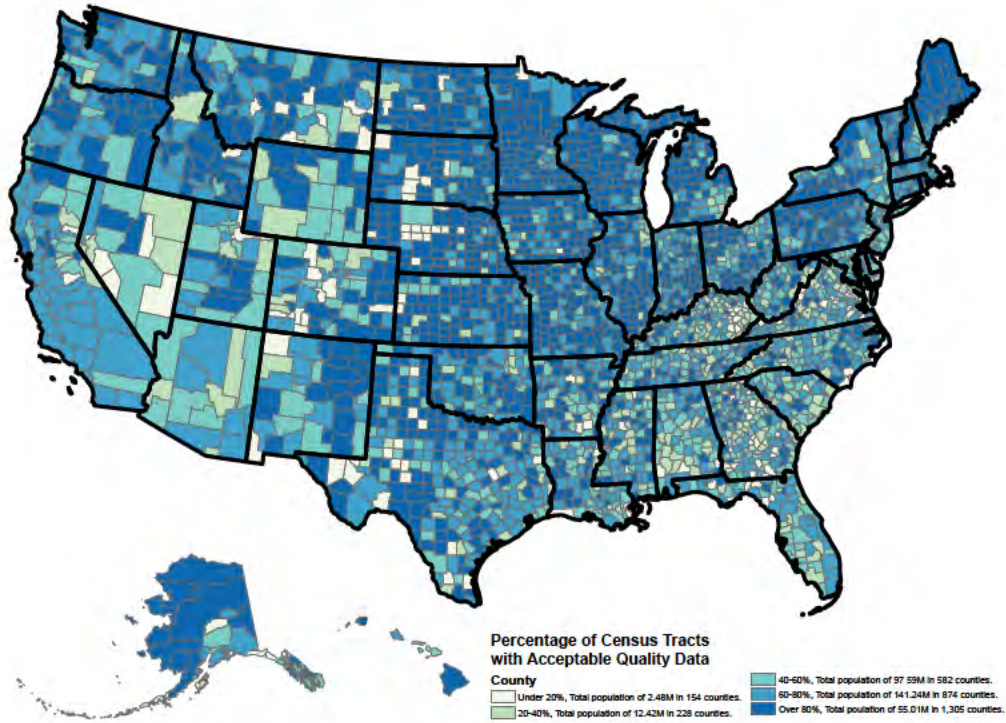 Percentage of Census Tracts
with Acceptable Quality Data
County
Under 20%, Total population of 2.48M in 154 counties.
20-40%, Total population of 12.42M in 228 counties.
40-60%, Total population of 97.59M in 582 counties.
60-80%, Total population of 141.24M in 874 counties.
Over 80%, Total poulation of 55.01M in 1,305 counties.